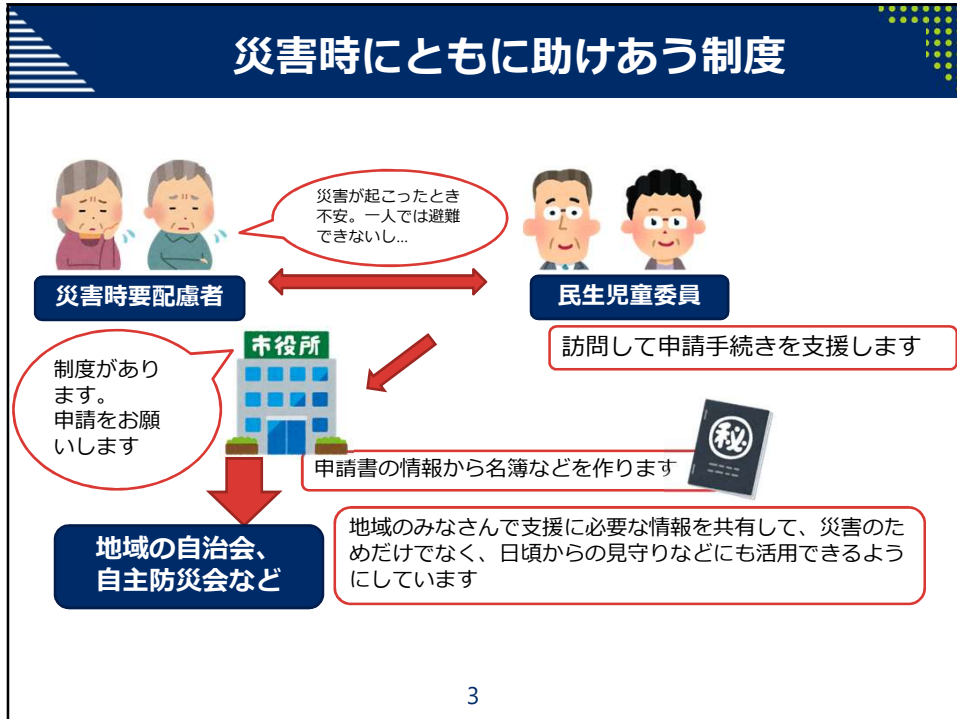 災害時にともに助けあう制度
災害が起こったとき
不安。一人では避難
できないし...
災害時要配慮者
民生児童委員
訪問して申請手続きを支援します
市役所
制度があり
ます。
申請をお願
いします
㊙
申請書の情報から名簿などを作ります
地域の自治会、
自主防災会など
地域のみなさんで支援に必要な情報を共有して、災害のた
めだけでなく、日頃からの見守りなどにも活用できるよう
にしています
3